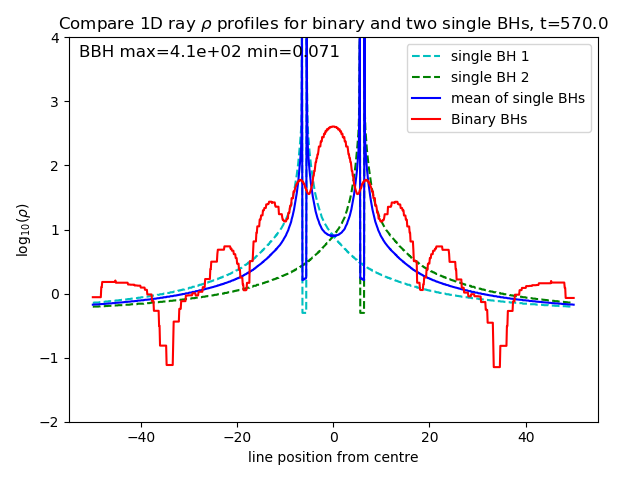 Compare 1D ray ρ profiles for binary and two single BHs, t=570.0
BBH max=4.1e+02 min=0.071
single BH 1
single BH 2
mean of single BHs
Binary BHs
log₁₀(ρ)
4
3
2
1
0
−1
−2
−40 −20 0 20 40
line position from centre